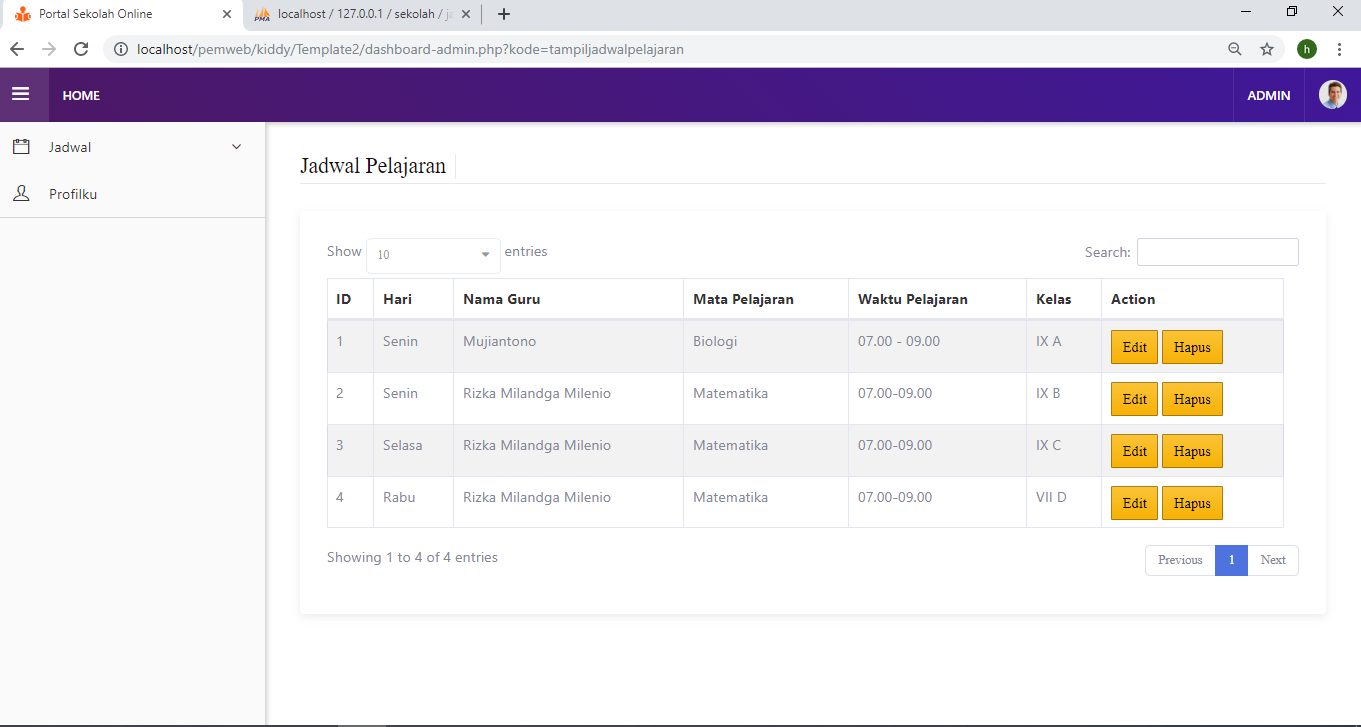 Portal Sekolah Online
localhost / 127.0.0.1 / sekolah /
localhost/pemweb/kiddy/Template2/dashboard-admin.php?kode=tampiljadwalpelajaran
h
HOME
ADMIN
Jadwal
Profilku
Jadwal Pelajaran
Show 10 entries
Search:
ID Hari Nama Guru Mata Pelajaran Waktu Pelajaran Kelas Action
1 Senin Mujiantono Biologi 07.00 - 09.00 IX A Edit Hapus
2 Senin Rizka Milandga Milenio Matematika 07.00-09.00 IX B Edit Hapus
3 Selasa Rizka Milandga Milenio Matematika 07.00-09.00 IX C Edit Hapus
4 Rabu Rizka Milandga Milenio Matematika 07.00-09.00 VII D Edit Hapus
Showing 1 to 4 of 4 entries
Previous 1 Next